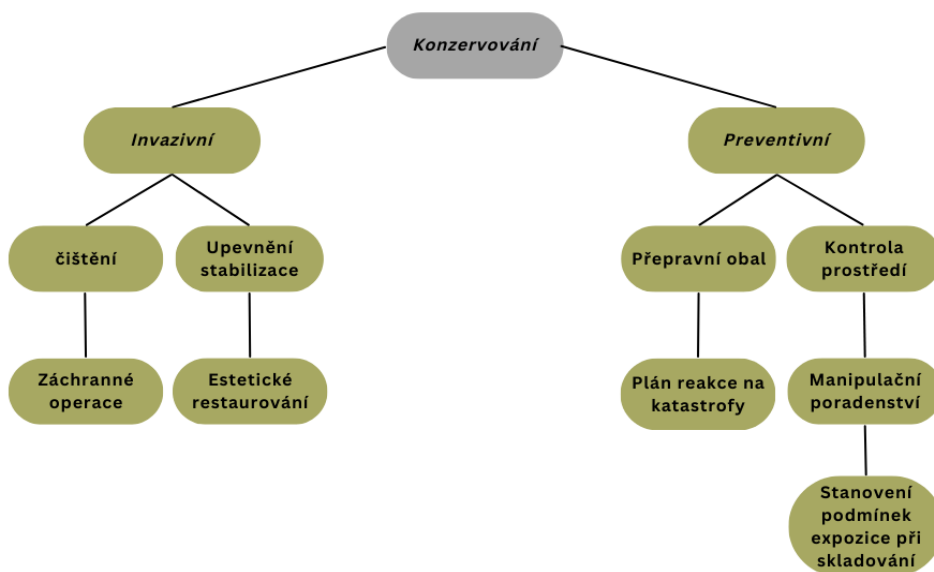 Konzervování
Invazivní
Preventivní
čištění
Upevnění
stabilizace
Přepravní obal
Kontrola
prostředí
Záchranné
operace
Estetické
restaurování
Plán reakce na
katastrofy
Manipulační
poradenství
Stanovení
podmínek
expozice při
skladování